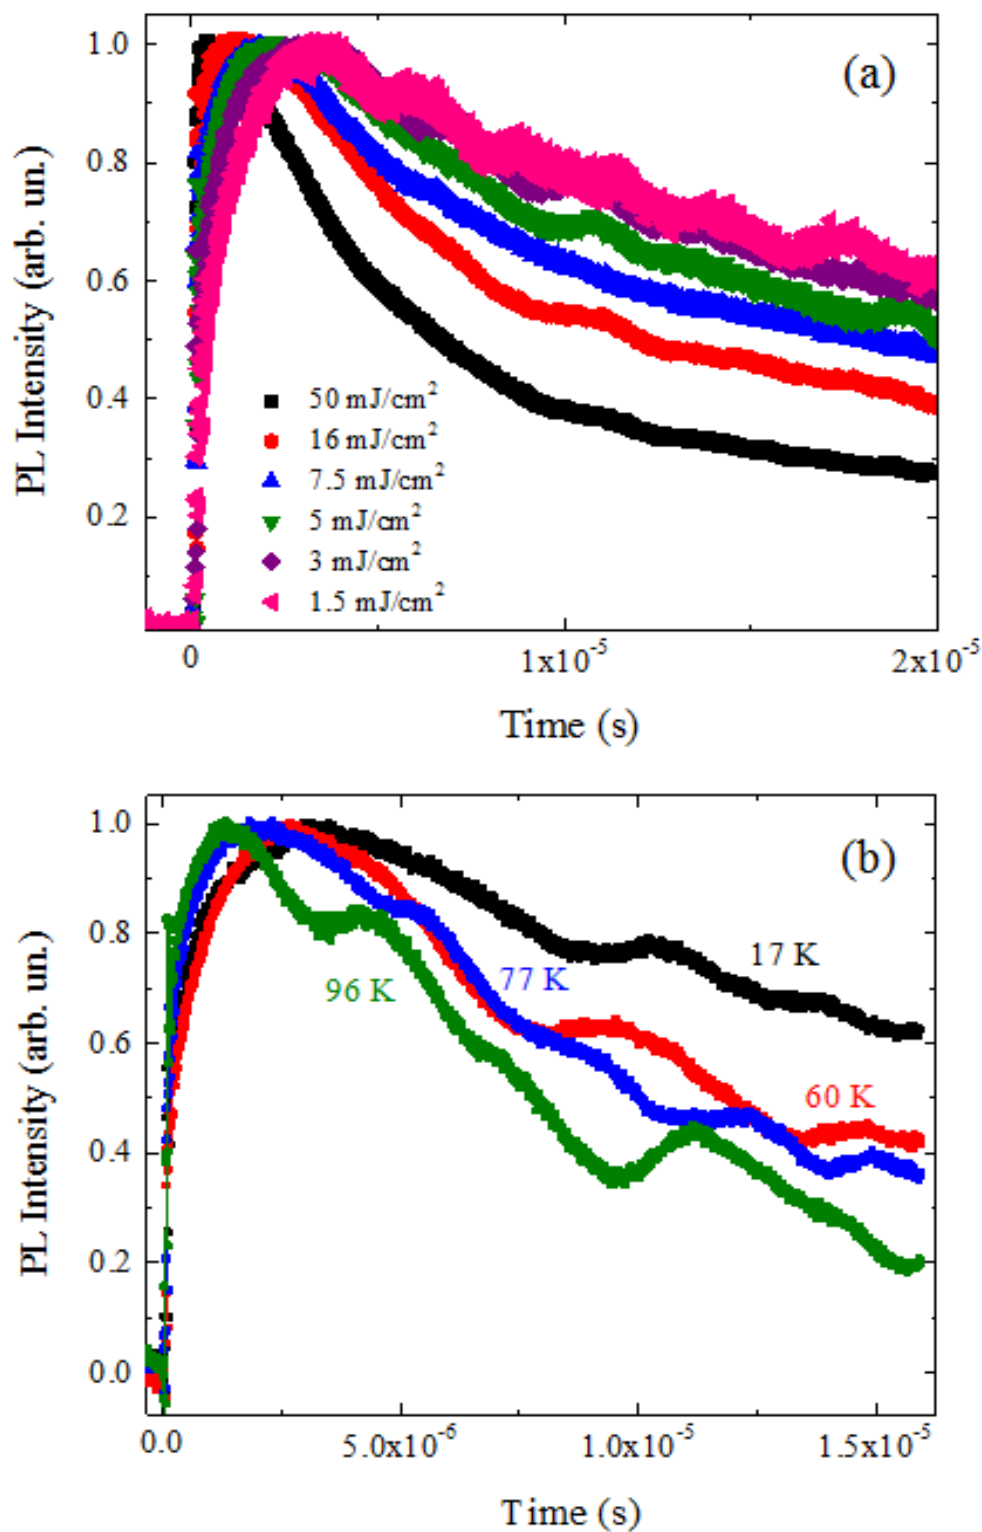 (a)
1.0
0.8
0.6
0.4
0.2
PL Intensity (arb. un.)
50 mJ/cm²
16 mJ/cm²
7.5 mJ/cm²
5 mJ/cm²
3 mJ/cm²
1.5 mJ/cm²
0
1x10⁻⁵
2x10⁻⁵
Time (s)
(b)
1.0
0.8
0.6
0.4
0.2
0.0
PL Intensity (arb. un.)
17 K
77 K
96 K
60 K
0.0
5.0x10⁻⁶
1.0x10⁻⁵
1.5x10⁻⁵
Time (s)